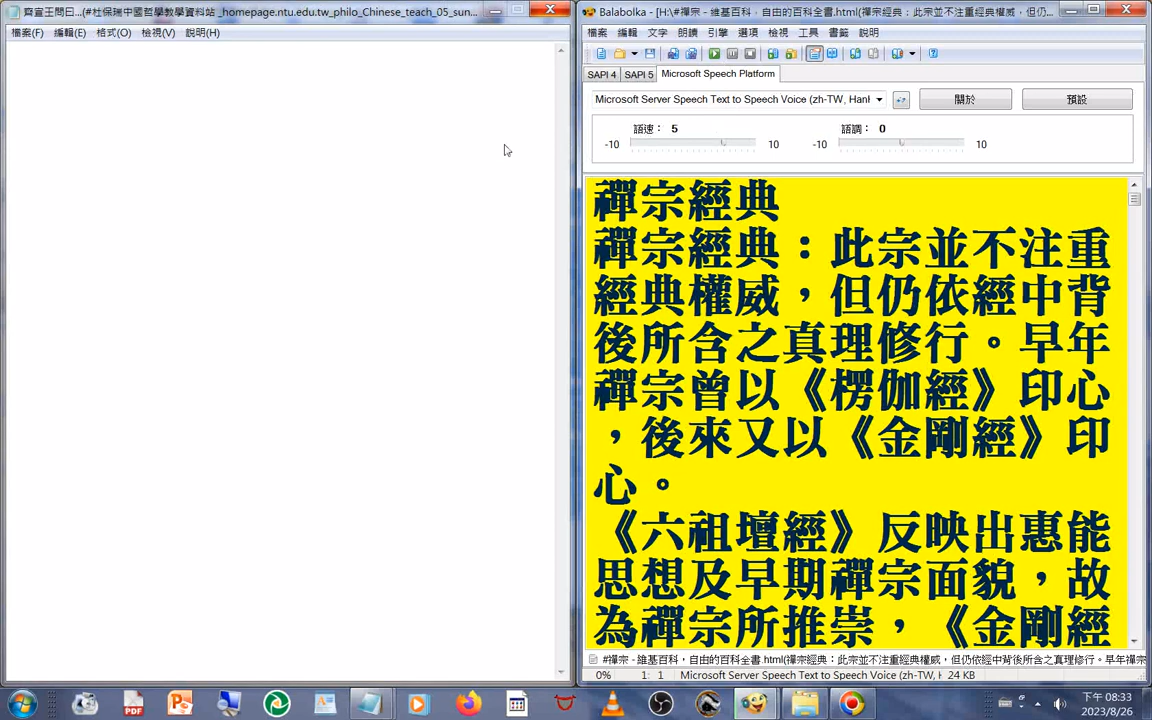 齊宣王問曰...(#杜保瑞中國哲學教學資料站 _homepage.ntu.edu.tw_philo_Chinese_teach_05_sun...
檔案(F) 編輯(E) 格式(O) 檢視(V) 說明(H)
Balabolka - [H:\#禪宗 - 維基百科，自由的百科全書.html(禪宗經典：此宗並不注重經典權威，但仍...
檔案 編輯 文字 朗讀 引擎 選項 檢視 工具 書籤 說明
SAPI 4 SAPI 5 Microsoft Speech Platform
Microsoft Server Speech Text to Speech Voice (zh-TW, Hanl 關於 預設
語速： 5 語調： 0
-10 10 -10 10
禪宗經典
禪宗經典：此宗並不注重
經典權威，但仍依經中背
後所含之真理修行。早年
禪宗曾以《楞伽經》印心
，後來又以《金剛經》印
心。
《六祖壇經》反映出惠能
思想及早期禪宗面貌，故
為禪宗所推崇，《金剛經
#禪宗 - 維基百科，自由的百科全書.html(禪宗經典：此宗並不注重經典權威，但仍依經中背後所含之真理修行。早年禪宗
0% 1: 1 Microsoft Server Speech Text to Speech Voice (zh-TW, H 24 KB
PDF
下午 08:33
2023/8/26